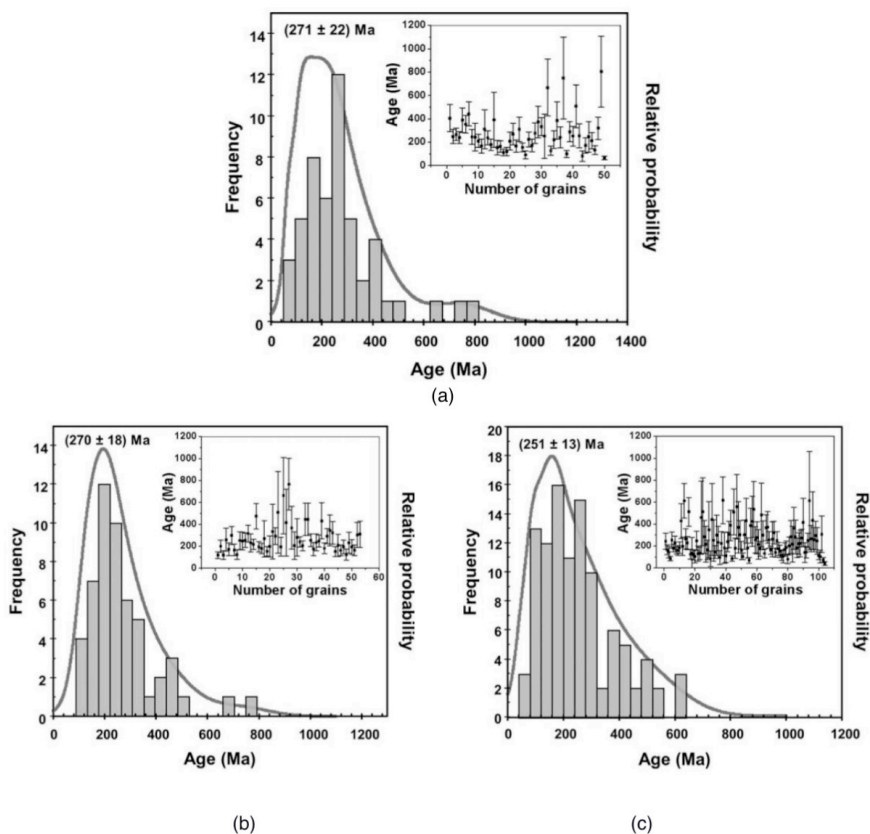 (271 ± 22) Ma
Frequency
14
12
10
8
6
4
2
0
0 200 400 600 800 1000 1200 1400
Age (Ma)
Relative probability
Age (Ma)
1200
1000
800
600
400
200
0
0 10 20 30 40 50
Number of grains
(a)
(270 ± 18) Ma
Frequency
14
12
10
8
6
4
2
0
0 200 400 600 800 1000 1200
Age (Ma)
Relative probability
Age (Ma)
1200
1000
800
600
400
200
0
0 10 20 30 40 50 60
Number of grains
(b)
(251 ± 13) Ma
Frequency
20
18
16
14
12
10
8
6
4
2
0
0 200 400 600 800 1000 1200
Age (Ma)
Relative probability
Age (Ma)
1200
1000
800
600
400
200
0
0 20 40 60 80 100
Number of grains
(c)